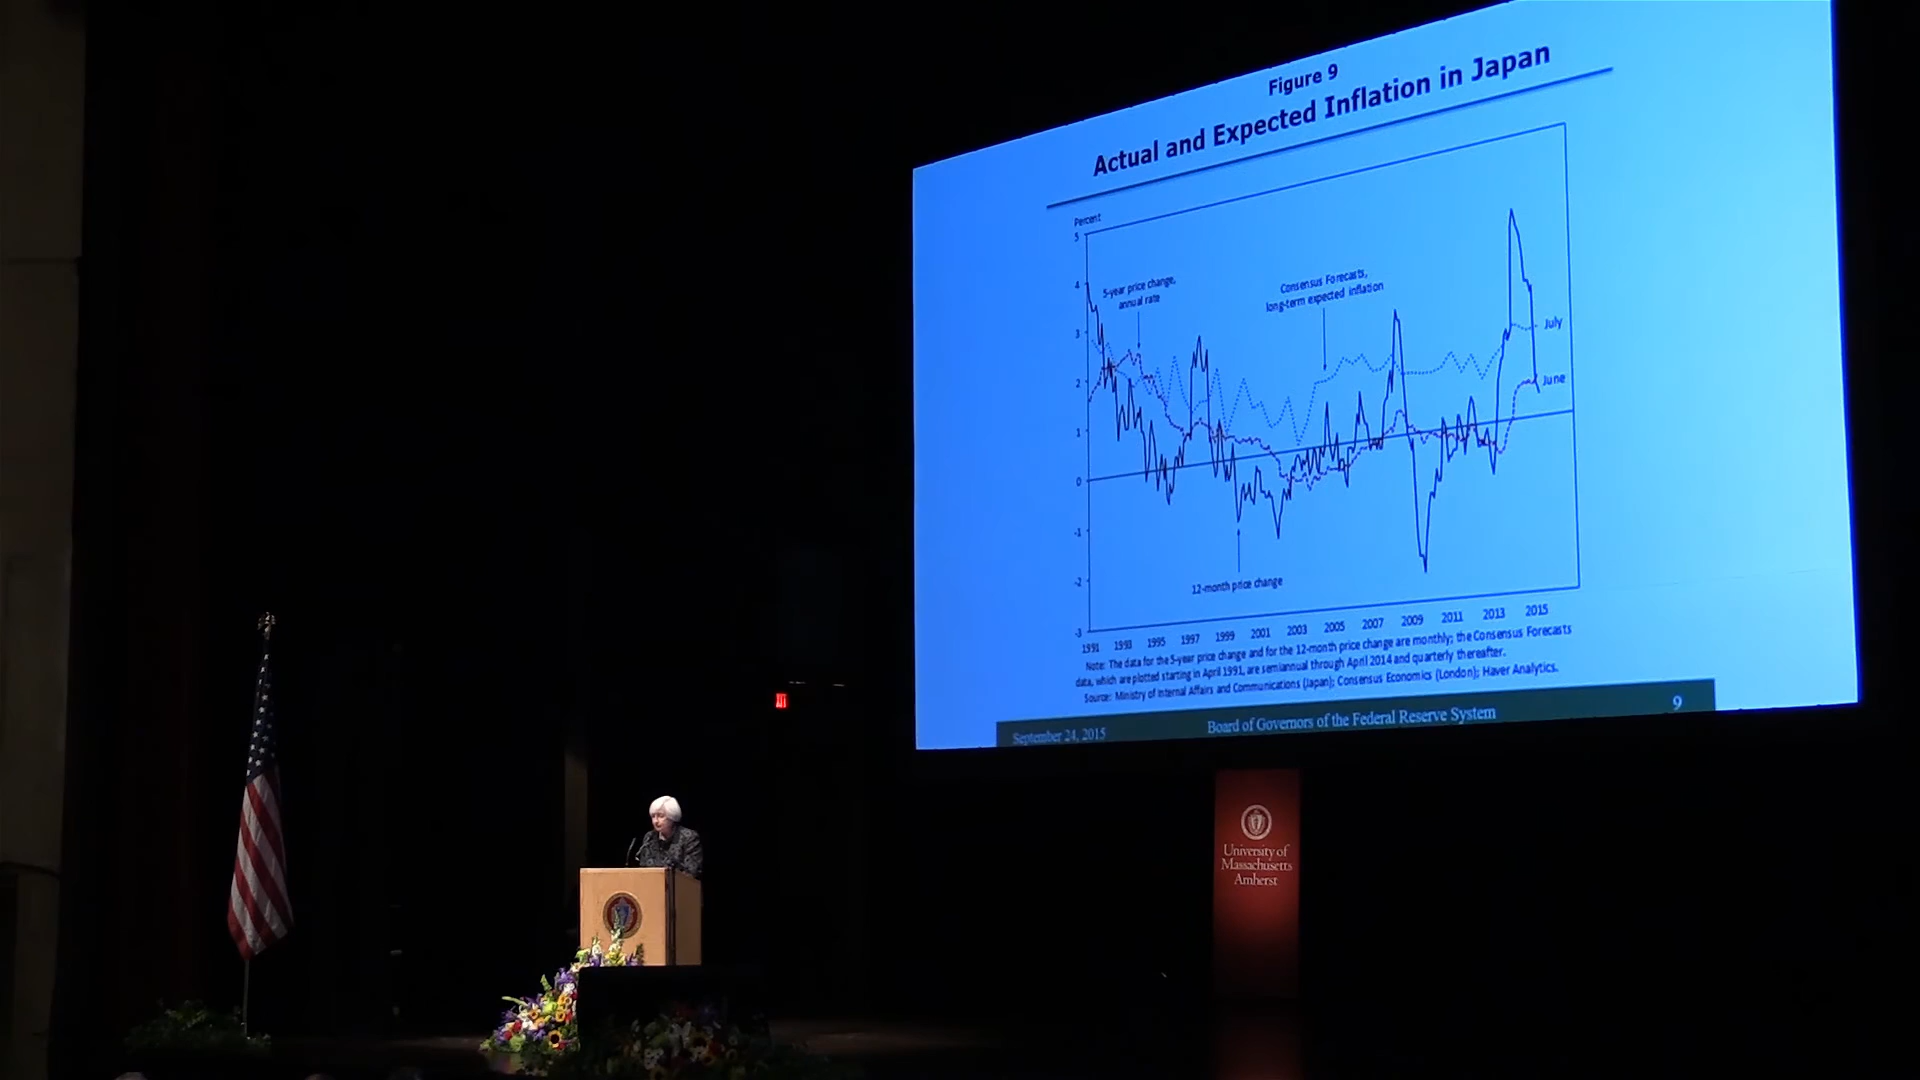 Figure 9
Actual and Expected Inflation in Japan
Percent
5
4
3
2
1
0
-1
-2
-3
5-year price change,
annual rate
Consensus Forecasts,
long-term expected inflation
July
June
12-month price change
1991 1993 1995 1997 1999 2001 2003 2005 2007 2009 2011 2013 2015
Note: The data for the 5-year price change and for the 12-month price change are monthly; the Consensus Forecasts
data, which are plotted starting in April 1991, are semiannual through April 2014 and quarterly thereafter.
Source: Ministry of Internal Affairs and Communications (Japan); Consensus Economics (London); Haver Analytics.
September 24, 2015 Board of Governors of the Federal Reserve System 9
University of
Massachusetts
Amherst